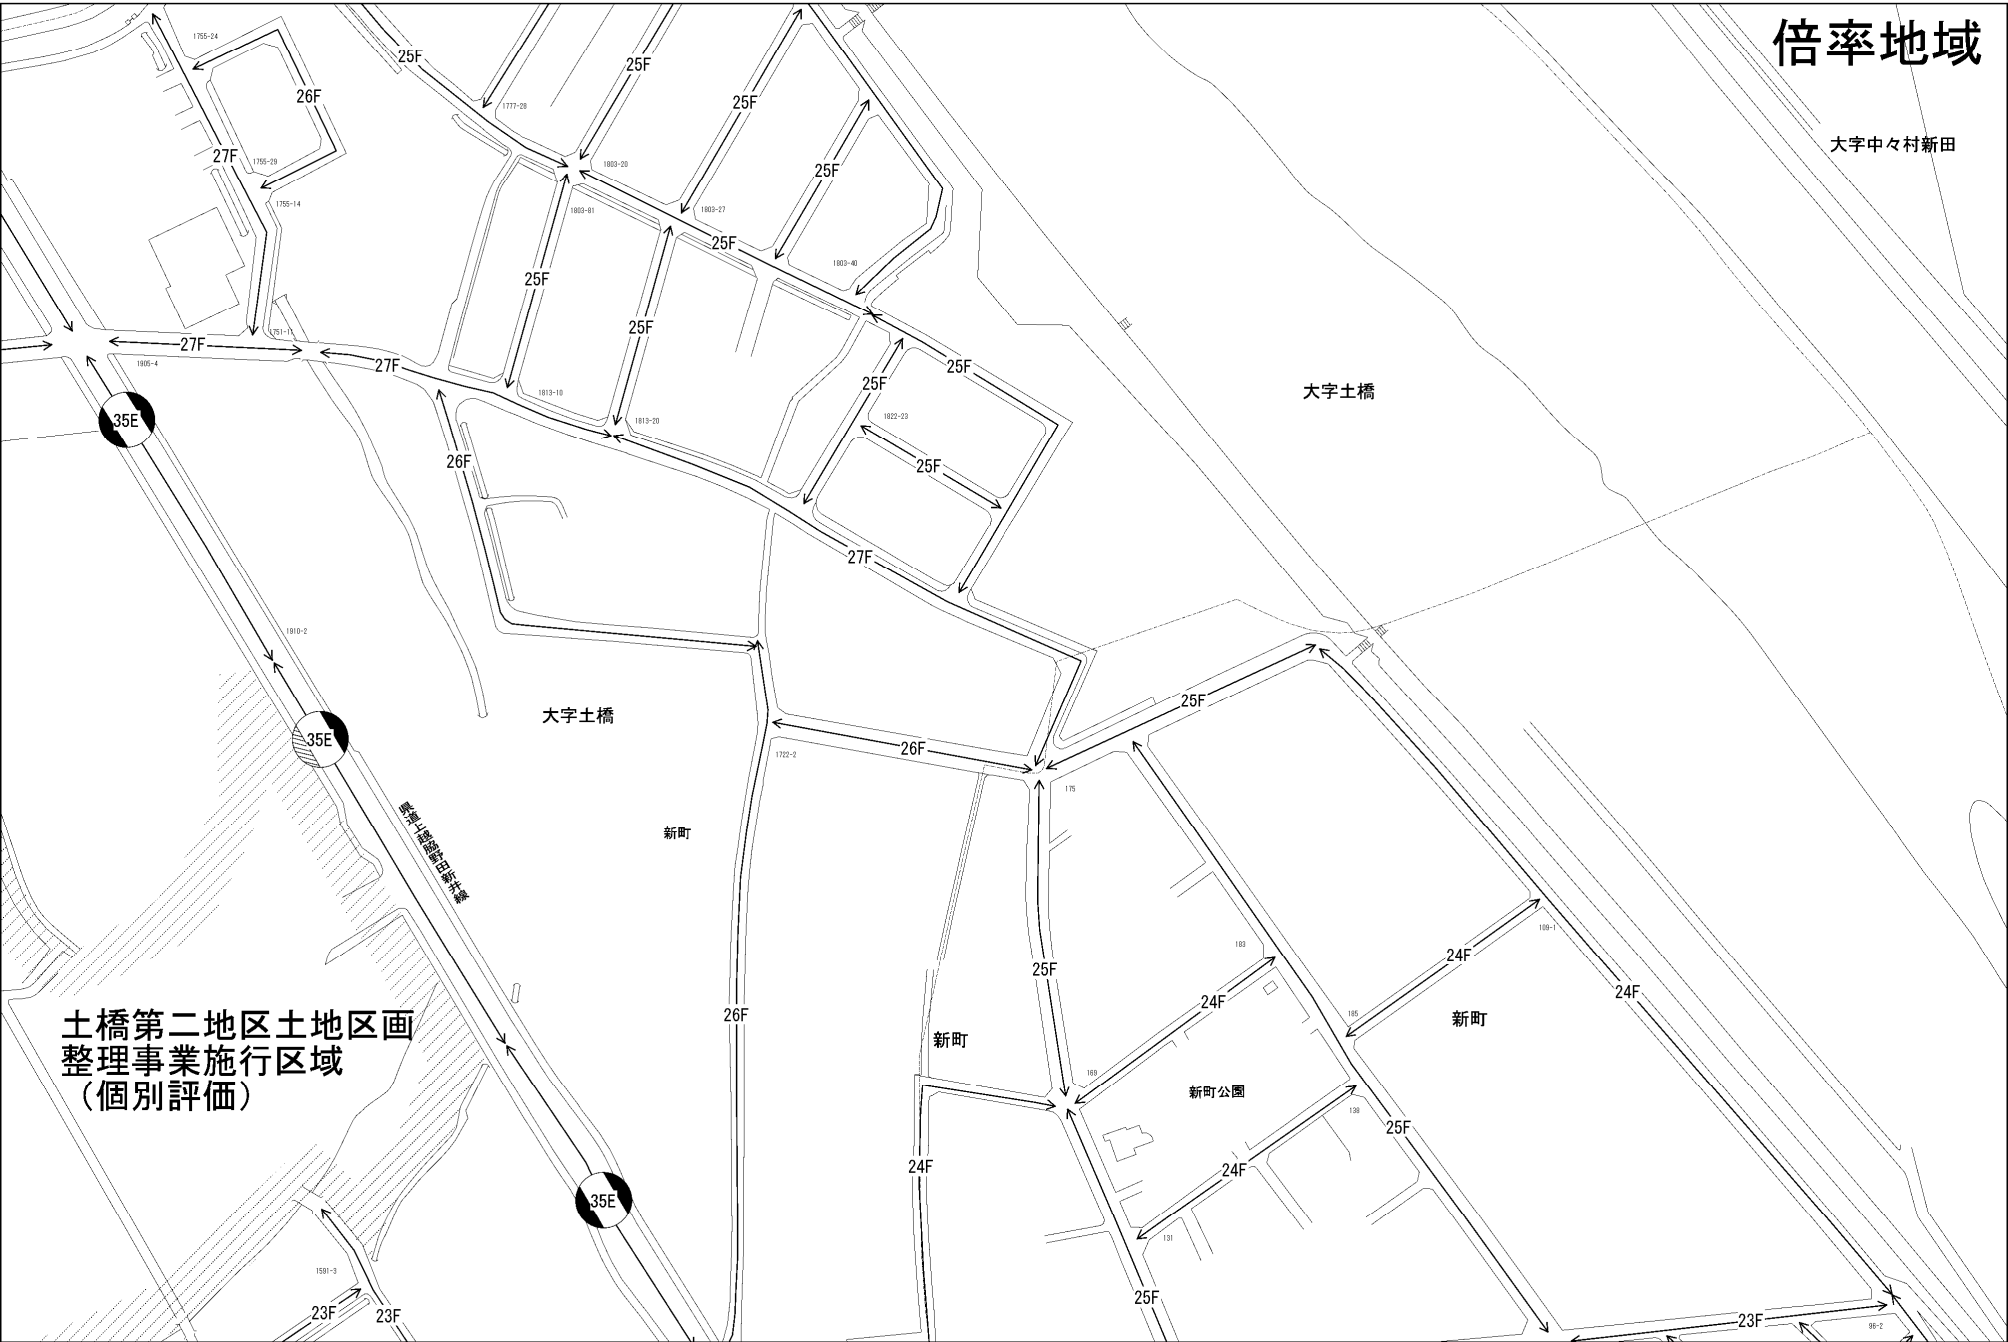 倍率地域
1755-24
25F
25F
26F
25F
1777-28
大字中々村新田
27F
1755-29
1803-20
25F
1755-14
1803-81
1803-27
25F
1803-40
25F
25F
27F
1751-11
1905-4
27F
25F
25F
1813-10
大字土橋
35E
1813-20
1822-23
26F
25F
27F
1910-2
25F
大字土橋
35E
26F
1722-2
175
県道上越脇野田新井線
新町
183
109-1
24F
25F
24F
24F
土橋第二地区土地区画
整理事業施行区域
(個別評価)
26F
185
新町
新町
169
新町公園
138
25F
24F
24F
35E
131
1591-3
25F
23F
23F
23F
96-2